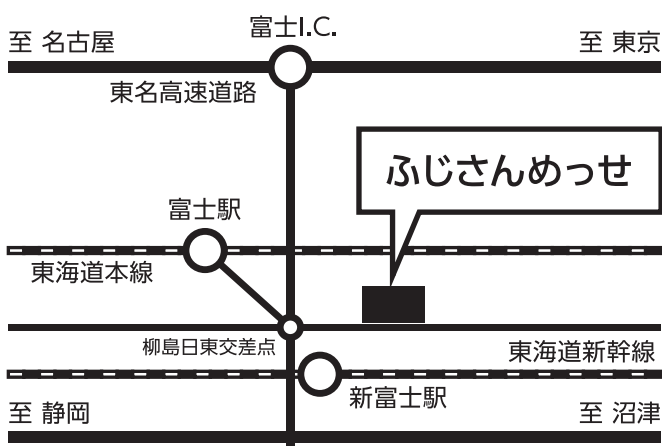 富士I.C.
至 名古屋
至 東京
東名高速道路
ふじさんめっせ
富士駅
東海道本線
柳島日東交差点
東海道新幹線
新富士駅
至 静岡
至 沼津